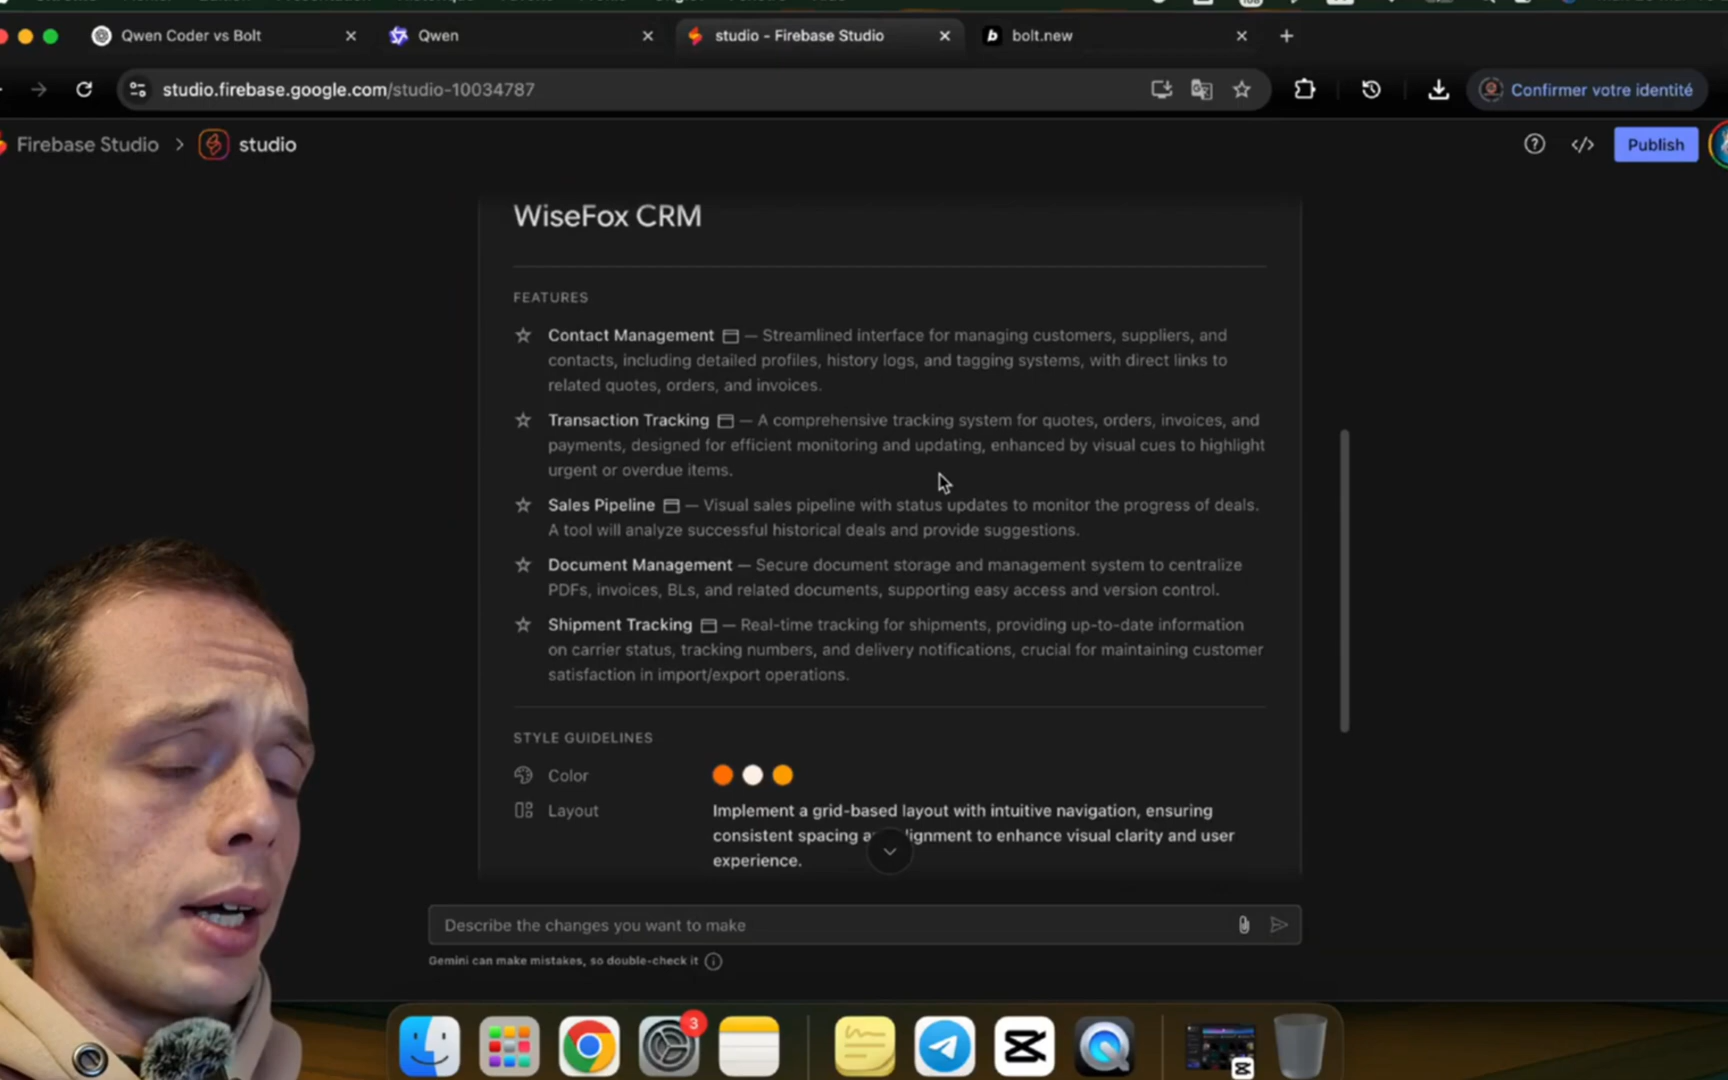 Qwen Coder vs Bolt
Qwen
studio - Firebase Studio
bolt.new
studio.firebase.google.com/studio-10034787
Confirmer votre identité
Firebase Studio
studio
Publish
WiseFox CRM
FEATURES
Contact Management — Streamlined interface for managing customers, suppliers, and
contacts, including detailed profiles, history logs, and tagging systems, with direct links to
related quotes, orders, and invoices.
Transaction Tracking — A comprehensive tracking system for quotes, orders, invoices, and
payments, designed for efficient monitoring and updating, enhanced by visual cues to highlight
urgent or overdue items.
Sales Pipeline — Visual sales pipeline with status updates to monitor the progress of deals.
A tool will analyze successful historical deals and provide suggestions.
Document Management — Secure document storage and management system to centralize
PDFs, invoices, BLs, and related documents, supporting easy access and version control.
Shipment Tracking — Real-time tracking for shipments, providing up-to-date information
on carrier status, tracking numbers, and delivery notifications, crucial for maintaining customer
satisfaction in import/export operations.
STYLE GUIDELINES
Color
Layout
Implement a grid-based layout with intuitive navigation, ensuring
consistent spacing lignment to enhance visual clarity and user
experience.
Describe the changes you want to make
Gemini can make mistakes, so double-check it
3